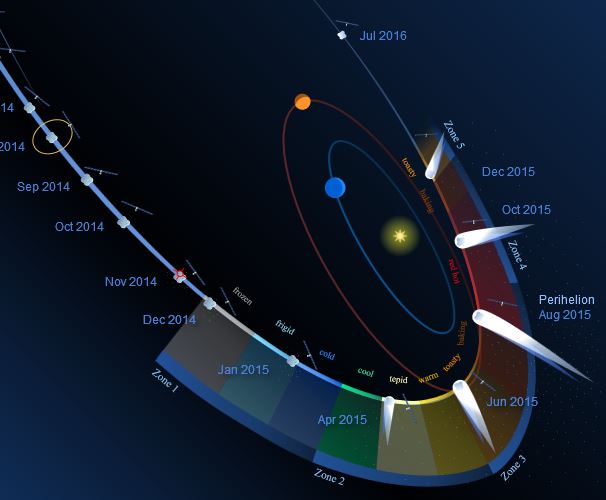 Jul 2016
14
2014
Sep 2014
Oct 2014
Nov 2014
Dec 2014
Jan 2015
Apr 2015
Jun 2015
Perihelion
Aug 2015
Oct 2015
Dec 2015
Zone 1
Zone 2
Zone 3
Zone 4
Zone 5
frozen
frigid
cold
cool
tepid
warm
toasty
baking
red hot
baking
toasty